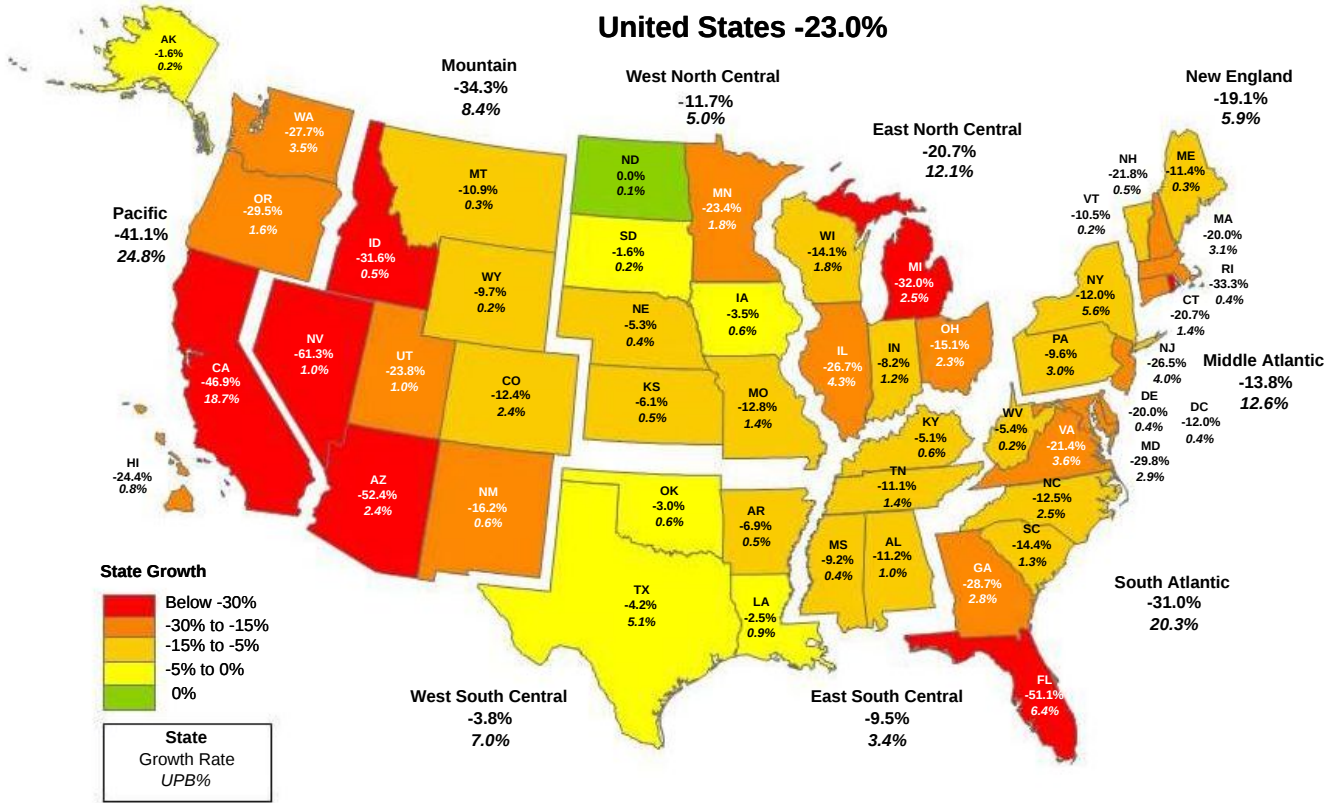 United States -23.0%
AK
-1.6%
0.2%
Mountain
-34.3%
8.4%
West North Central
-11.7%
5.0%
New England
-19.1%
5.9%
East North Central
-20.7%
12.1%
Pacific
-41.1%
24.8%
WA
-27.7%
3.5%
OR
-29.5%
1.6%
ID
-31.6%
0.5%
MT
-10.9%
0.3%
WY
-9.7%
0.2%
ND
0.0%
0.1%
SD
-1.6%
0.2%
MN
-23.4%
1.8%
WI
-14.1%
1.8%
MI
-32.0%
2.5%
NH
-21.8%
0.5%
ME
-11.4%
0.3%
VT
-10.5%
0.2%
MA
-20.0%
3.1%
RI
-33.3%
0.4%
CT
-20.7%
1.4%
NY
-12.0%
5.6%
PA
-9.6%
3.0%
NJ
-26.5%
4.0%
Middle Atlantic
-13.8%
12.6%
NE
-5.3%
0.4%
IA
-3.5%
0.6%
IL
-26.7%
4.3%
IN
-8.2%
1.2%
OH
-15.1%
2.3%
NV
-61.3%
1.0%
UT
-23.8%
1.0%
CA
-46.9%
18.7%
CO
-12.4%
2.4%
KS
-6.1%
0.5%
MO
-12.8%
1.4%
KY
-5.1%
0.6%
WV
-5.4%
0.2%
VA
-21.4%
3.6%
DE
-20.0%
0.4%
DC
-12.0%
0.4%
MD
-29.8%
2.9%
HI
-24.4%
0.8%
AZ
-52.4%
2.4%
NM
-16.2%
0.6%
OK
-3.0%
0.6%
AR
-6.9%
0.5%
TN
-11.1%
1.4%
NC
-12.5%
2.5%
SC
-14.4%
1.3%
MS
-9.2%
0.4%
AL
-11.2%
1.0%
GA
-28.7%
2.8%
TX
-4.2%
5.1%
LA
-2.5%
0.9%
South Atlantic
-31.0%
20.3%
FL
-51.1%
6.4%
West South Central
-3.8%
7.0%
East South Central
-9.5%
3.4%
State Growth
Below -30%
-30% to -15%
-15% to -5%
-5% to 0%
0%
State
Growth Rate
UPB%